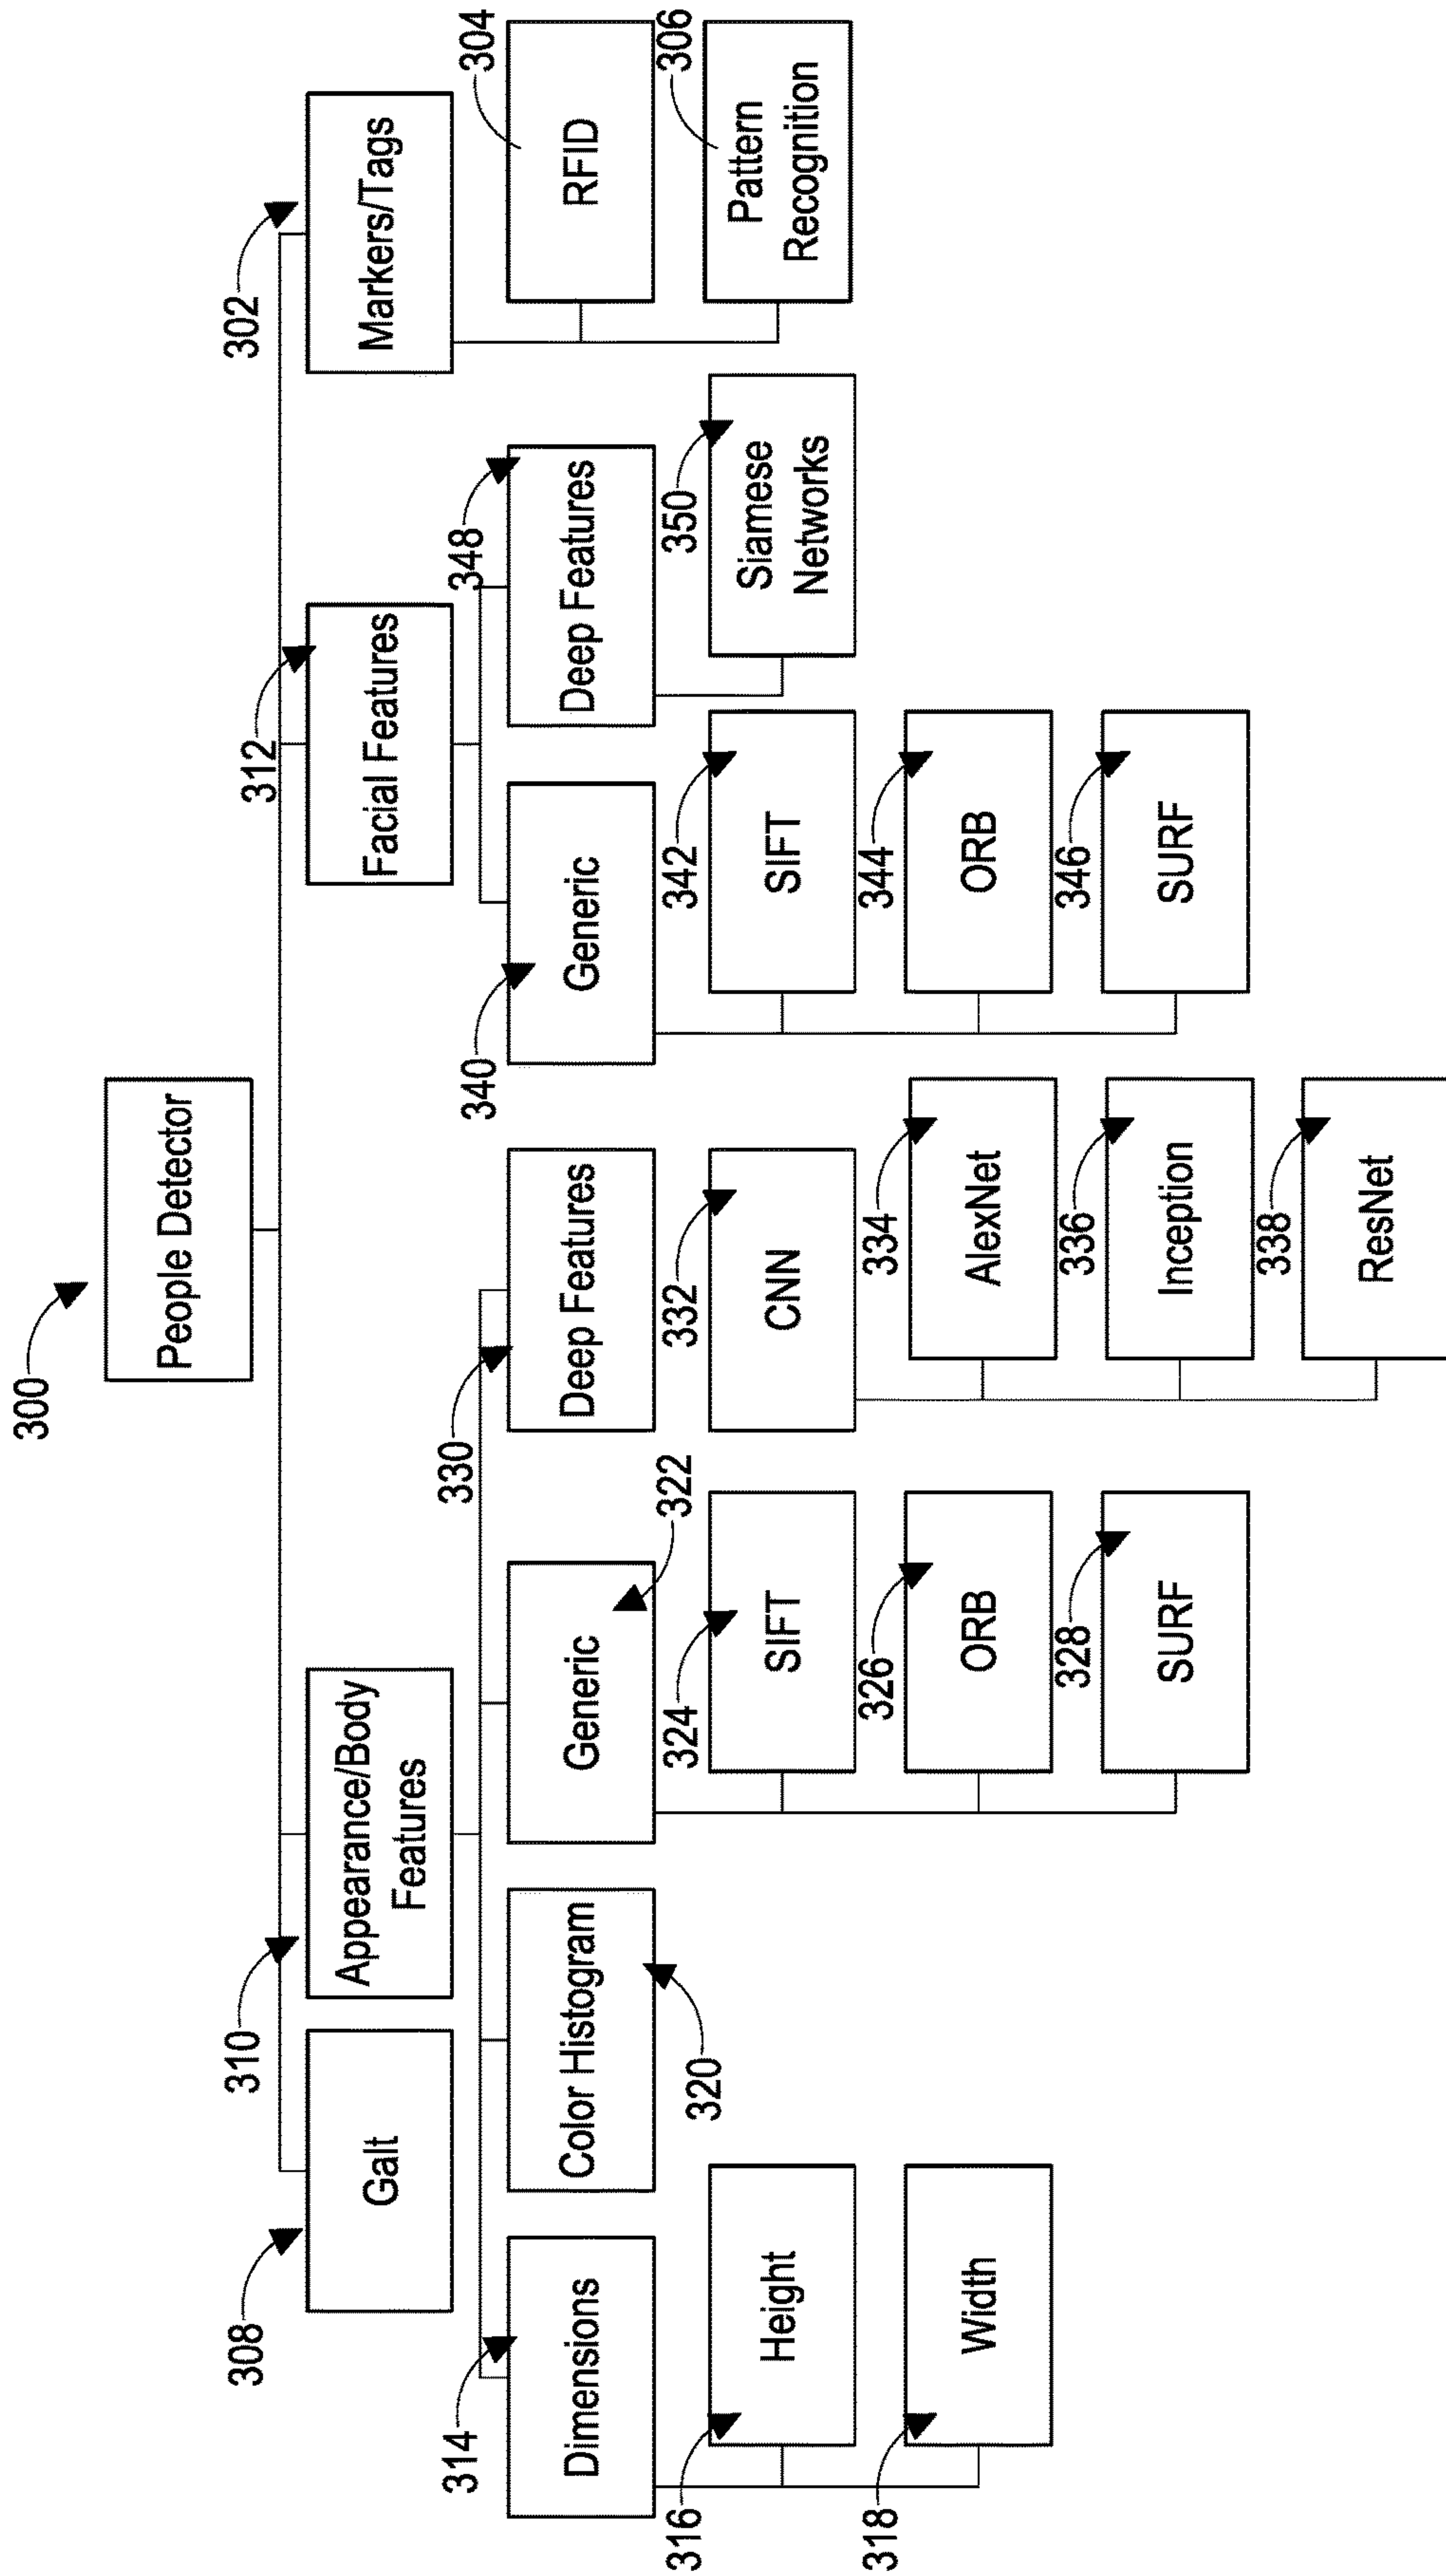 300
People Detector
308
GaIt
310
Appearance/Body
Features
312
Facial Features
302
Markers/Tags
314
Dimensions
Color Histogram
320
Generic
322
330
Deep Features
340
Generic
348
Deep Features
RFID
304
316
Height
324
SIFT
332
CNN
342
SIFT
350
Siamese
Networks
Pattern
Recognition
306
318
Width
326
ORB
334
AlexNet
344
ORB
328
SURF
336
Inception
346
SURF
338
ResNet